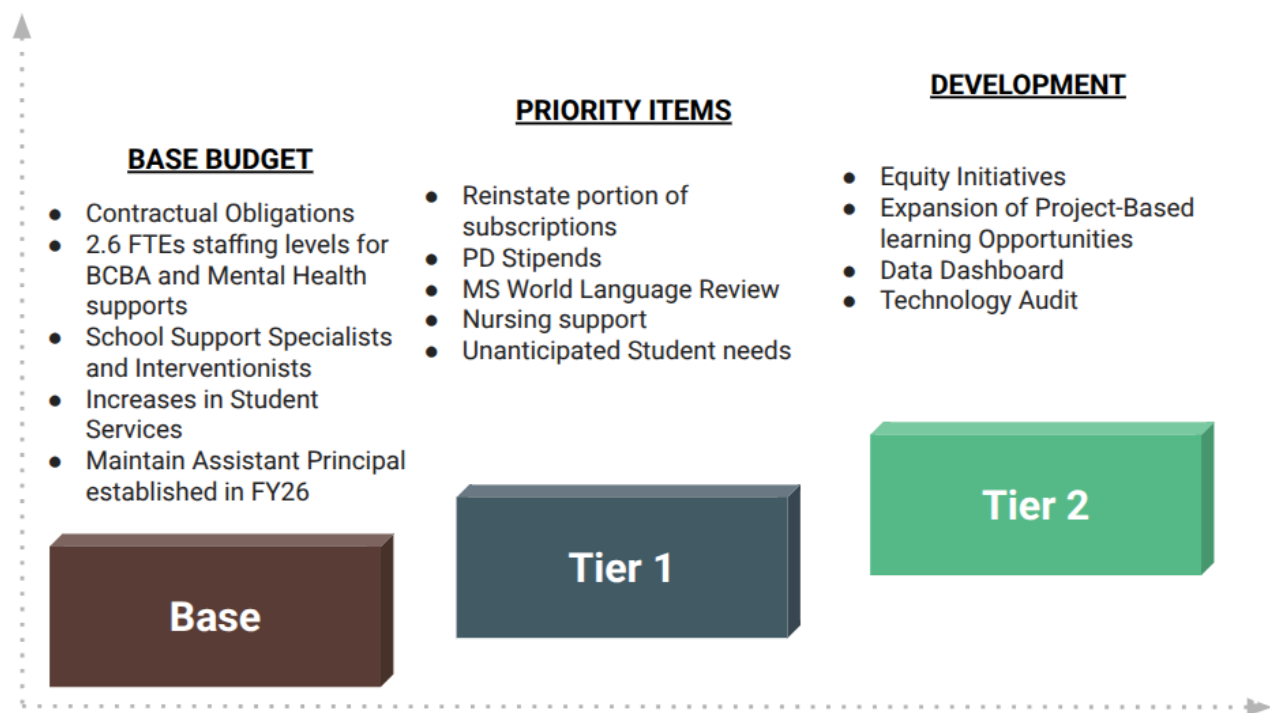 BASE BUDGET
● Contractual Obligations
● 2.6 FTEs staffing levels for
BCBA and Mental Health
supports
● School Support Specialists
and Interventionists
● Increases in Student
Services
● Maintain Assistant Principal
established in FY26
Base
PRIORITY ITEMS
● Reinstate portion of
subscriptions
● PD Stipends
● MS World Language Review
● Nursing support
● Unanticipated Student needs
Tier 1
DEVELOPMENT
● Equity Initiatives
● Expansion of Project-Based
learning Opportunities
● Data Dashboard
● Technology Audit
Tier 2